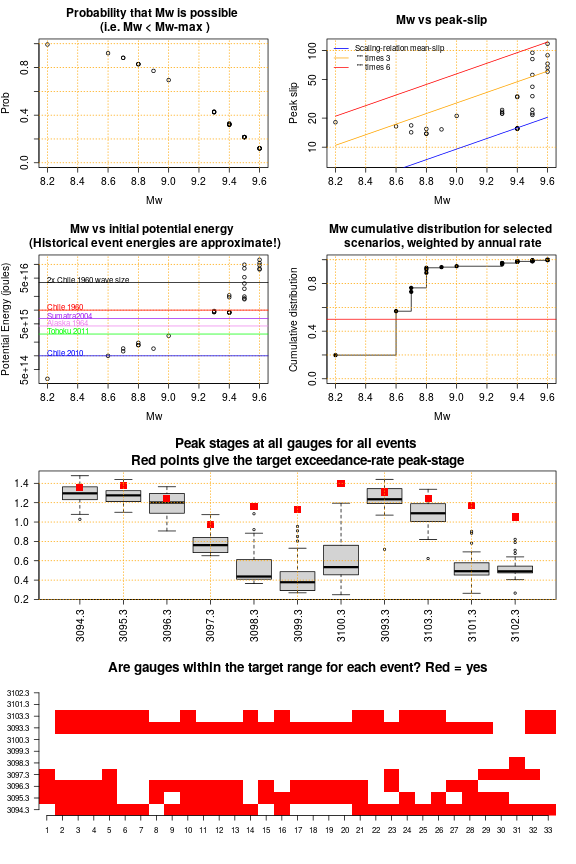 Probability that Mw is possible
(i.e. Mw < Mw-max )
Prob
0.0
0.4
0.8
8.2 8.4 8.6 8.8 9.0 9.2 9.4 9.6
Mw
Mw vs peak-slip
Peak slip
10
20
50
100
Scaling-relation mean-slip
"" times 3
"" times 6
8.2 8.4 8.6 8.8 9.0 9.2 9.4 9.6
Mw
Mw vs initial potential energy
(Historical event energies are approximate!)
Potential Energy (joules)
5e+14
5e+15
5e+16
2x Chile 1960 wave size
Chile 1960
Sumatra2004
Alaska 1964
Tohoku 2011
Chile 2010
8.2 8.4 8.6 8.8 9.0 9.2 9.4 9.6
Mw
Mw cumulative distribution for selected
scenarios, weighted by annual rate
Cumulative distribution
0.0
0.4
0.8
8.2 8.4 8.6 8.8 9.0 9.2 9.4 9.6
Mw
Peak stages at all gauges for all events
Red points give the target exceedance-rate peak-stage
1.4
1.2
1.0
0.8
0.6
0.4
0.2
3094.3 3095.3 3096.3 3097.3 3098.3 3099.3 3100.3 3093.3 3103.3 3101.3 3102.3
Are gauges within the target range for each event? Red = yes
3102.3
3101.3
3103.3
3093.3
3100.3
3099.3
3098.3
3097.3
3096.3
3095.3
3094.3
1 2 3 4 5 6 7 8 9 10 11 12 13 14 15 16 17 18 19 20 21 22 23 24 25 26 27 28 29 30 31 32 33